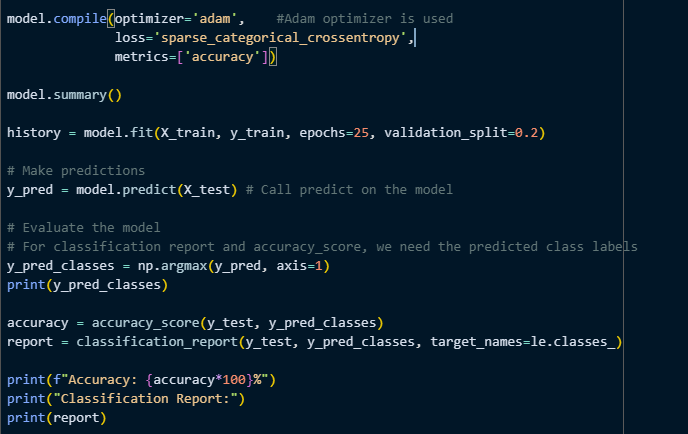 model.compile(optimizer='adam',    #Adam optimizer is used
              loss='sparse_categorical_crossentropy',
              metrics=['accuracy'])
model.summary()
history = model.fit(X_train, y_train, epochs=25, validation_split=0.2)
# Make predictions
y_pred = model.predict(X_test) # Call predict on the model
# Evaluate the model
# For classification report and accuracy_score, we need the predicted class labels
y_pred_classes = np.argmax(y_pred, axis=1)
print(y_pred_classes)
accuracy = accuracy_score(y_test, y_pred_classes)
report = classification_report(y_test, y_pred_classes, target_names=le.classes_)
print(f"Accuracy: {accuracy*100}%")
print("Classification Report:")
print(report)